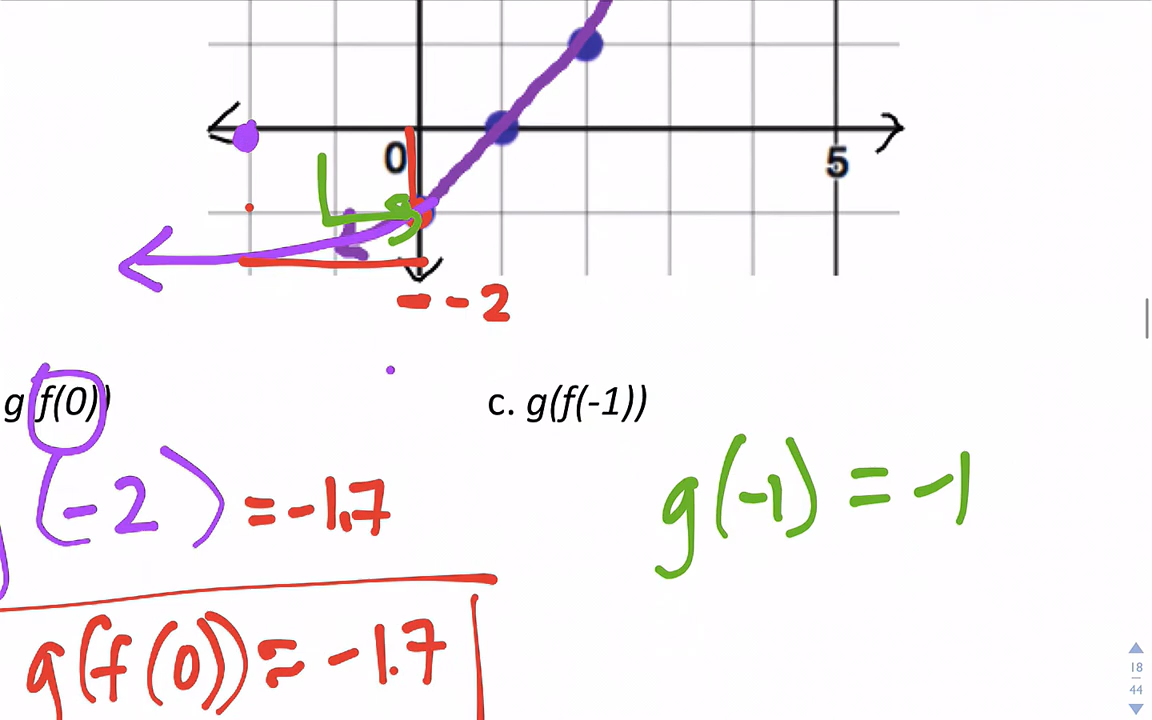 0 5
--2
g(f(0)) c. g(f(-1))
(-2) = -1.7 g(-1) = -1
g(f(0)) ≈ -1.7
18
44